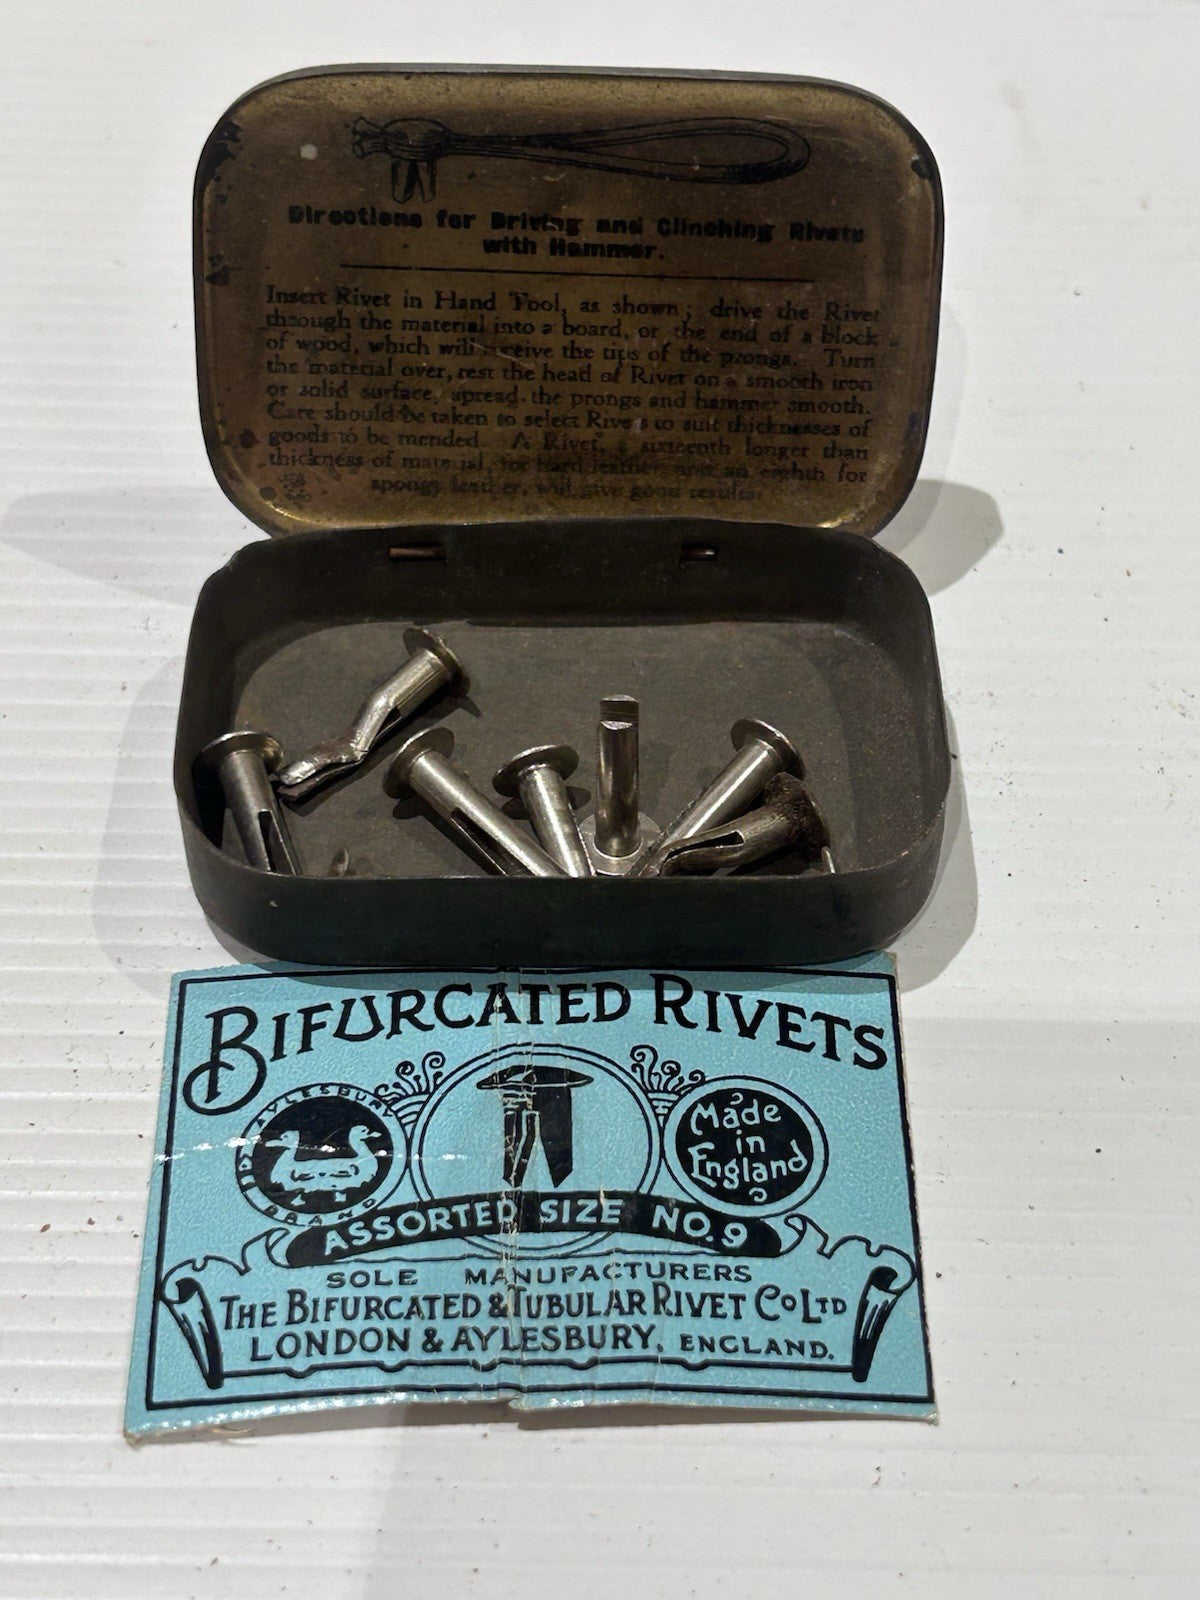 Directions for Driving and Clinching Rivets
with Hammer.
Insert Rivet in Hand Tool, as shown; drive the Rivet
through the material into a board, or the end of a block
of wood, which will receive the tips of the prongs. Turn
the material over, rest the head of Rivet on a smooth iron
or solid surface, spread the prongs and hammer smooth.
Care should be taken to select Rivets to suit thicknesses of
goods to be mended. A Rivet, a sixteenth longer than
thickness of material, for hard leather and an eighth for
spongy leather, will give good results.
BIFURCATED RIVETS
THE AYLESBURY
BRAND
Made
in
England
ASSORTED SIZE NO. 9
SOLE MANUFACTURERS
THE BIFURCATED & TUBULAR RIVET CO LTD
LONDON & AYLESBURY, ENGLAND.